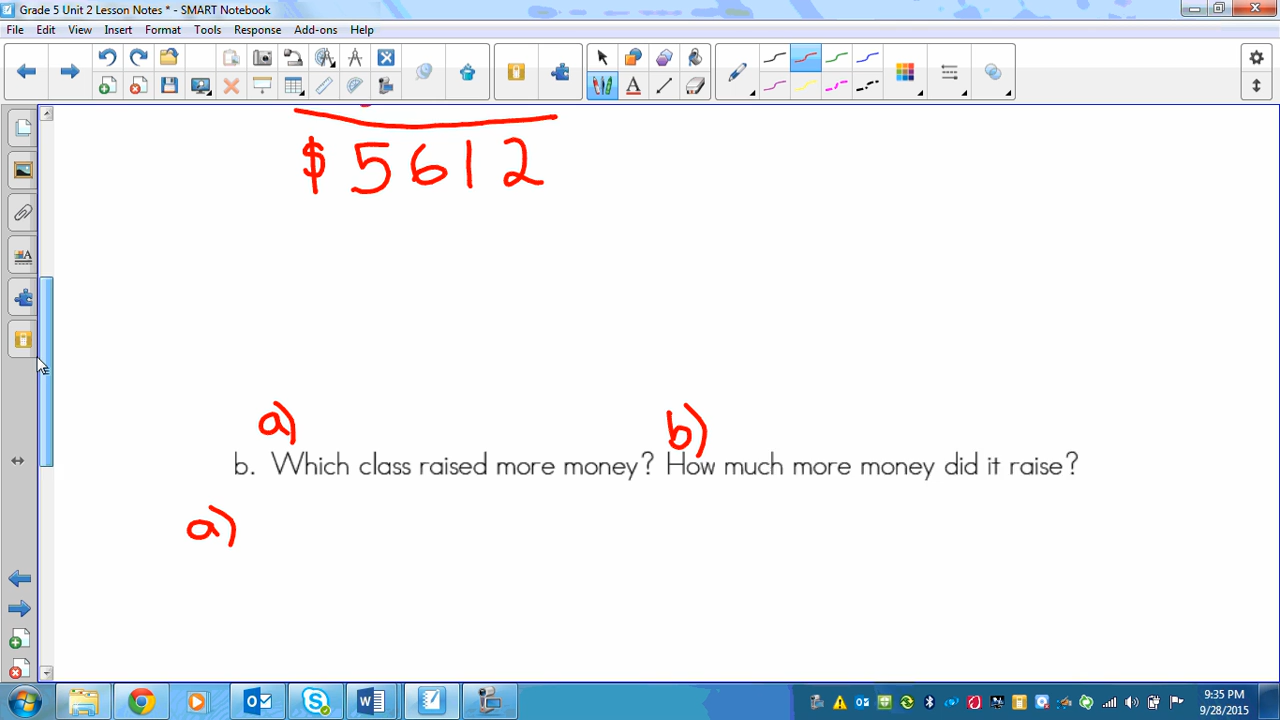 Grade 5 Unit 2 Lesson Notes * - SMART Notebook
File Edit View Insert Format Tools Response Add-ons Help
$ 5612
a) b)
b. Which class raised more money? How much more money did it raise?
a)
9:35 PM
9/28/2015